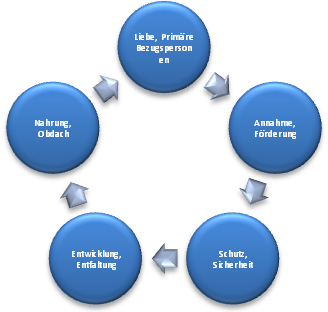 Liebe, Primäre
Bezugsperson
en
Annahme,
Förderung
Schutz,
Sicherheit
Entwicklung,
Entfaltung
Nahrung,
Obdach